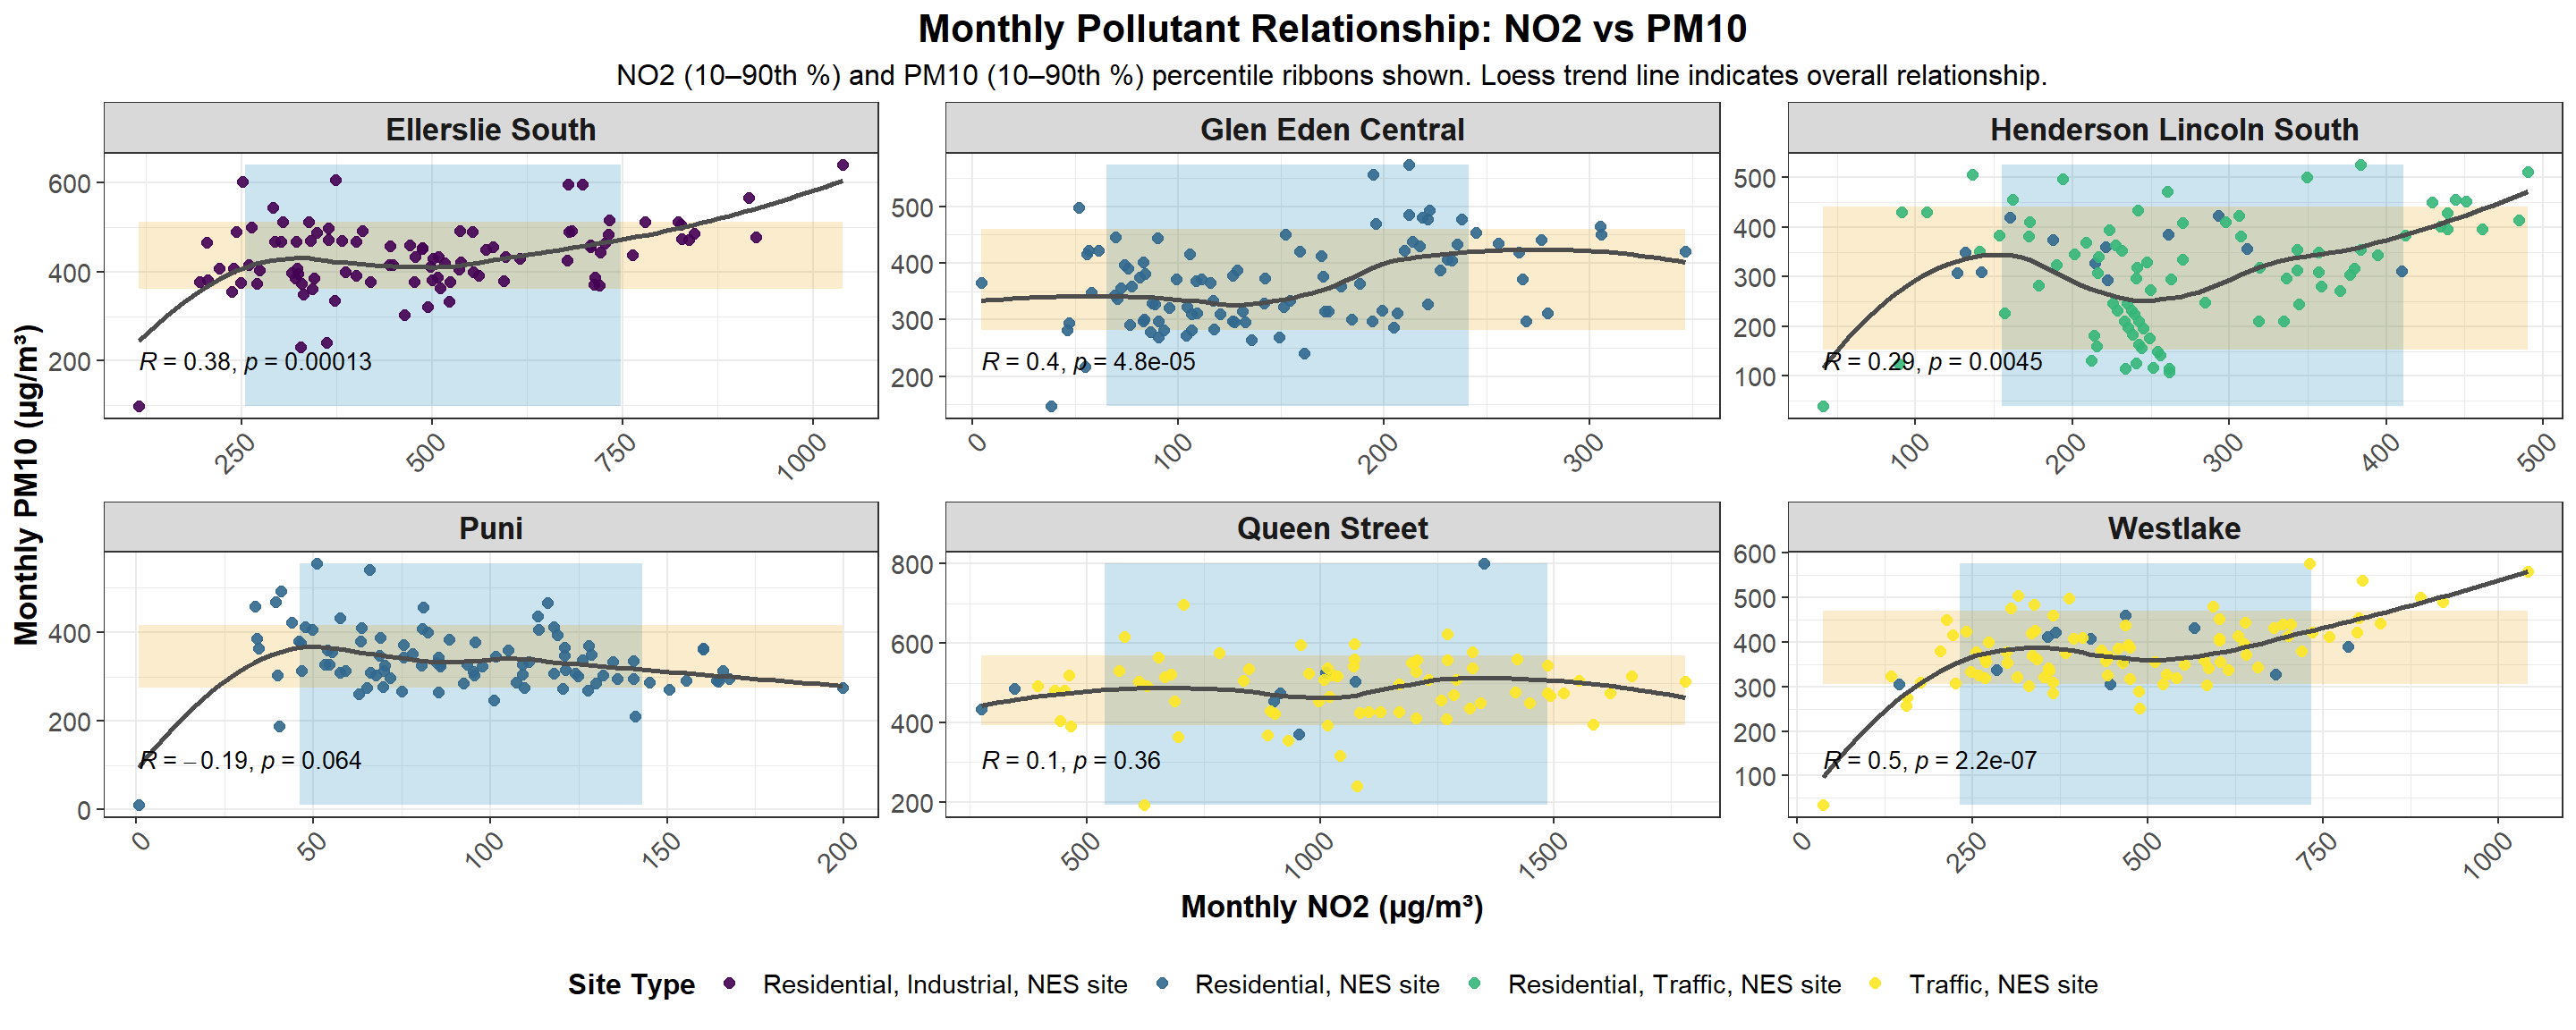 Monthly Pollutant Relationship: NO2 vs PM10
NO2 (10–90th %) and PM10 (10–90th %) percentile ribbons shown. Loess trend line indicates overall relationship.
Monthly PM10 (µg/m³)
Ellerslie South
600
400
200
R = 0.38, p = 0.00013
250
500
750
1000
Glen Eden Central
500
400
300
200
R = 0.4, p = 4.8e-05
0
100
200
300
Henderson Lincoln South
500
400
300
200
100
R = 0.29, p = 0.0045
100
200
300
400
500
Puni
400
200
0
R = −0.19, p = 0.064
0
50
100
150
200
Queen Street
800
600
400
200
R = 0.1, p = 0.36
500
1000
1500
Westlake
600
500
400
300
200
100
R = 0.5, p = 2.2e-07
0
250
500
750
1000
Monthly NO2 (µg/m³)
Site Type
Residential, Industrial, NES site
Residential, NES site
Residential, Traffic, NES site
Traffic, NES site